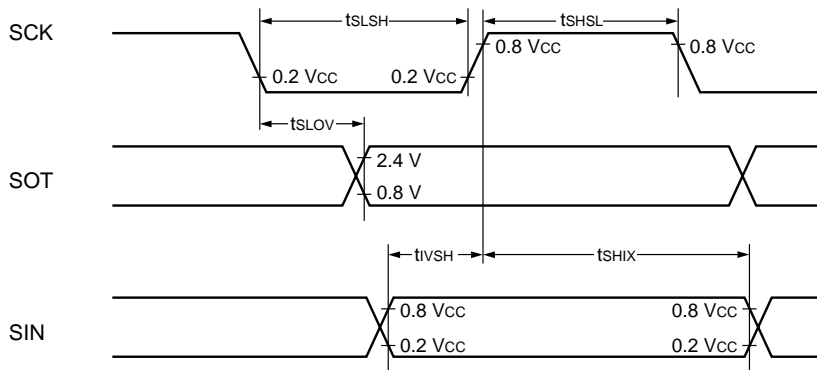 tSLSH tSHSL
SCK
0.8 VCC 0.8 VCC
0.2 VCC 0.2 VCC
tSLOV
2.4 V
SOT
0.8 V
tIVSH tSHIX
0.8 VCC 0.8 VCC
SIN
0.2 VCC 0.2 VCC